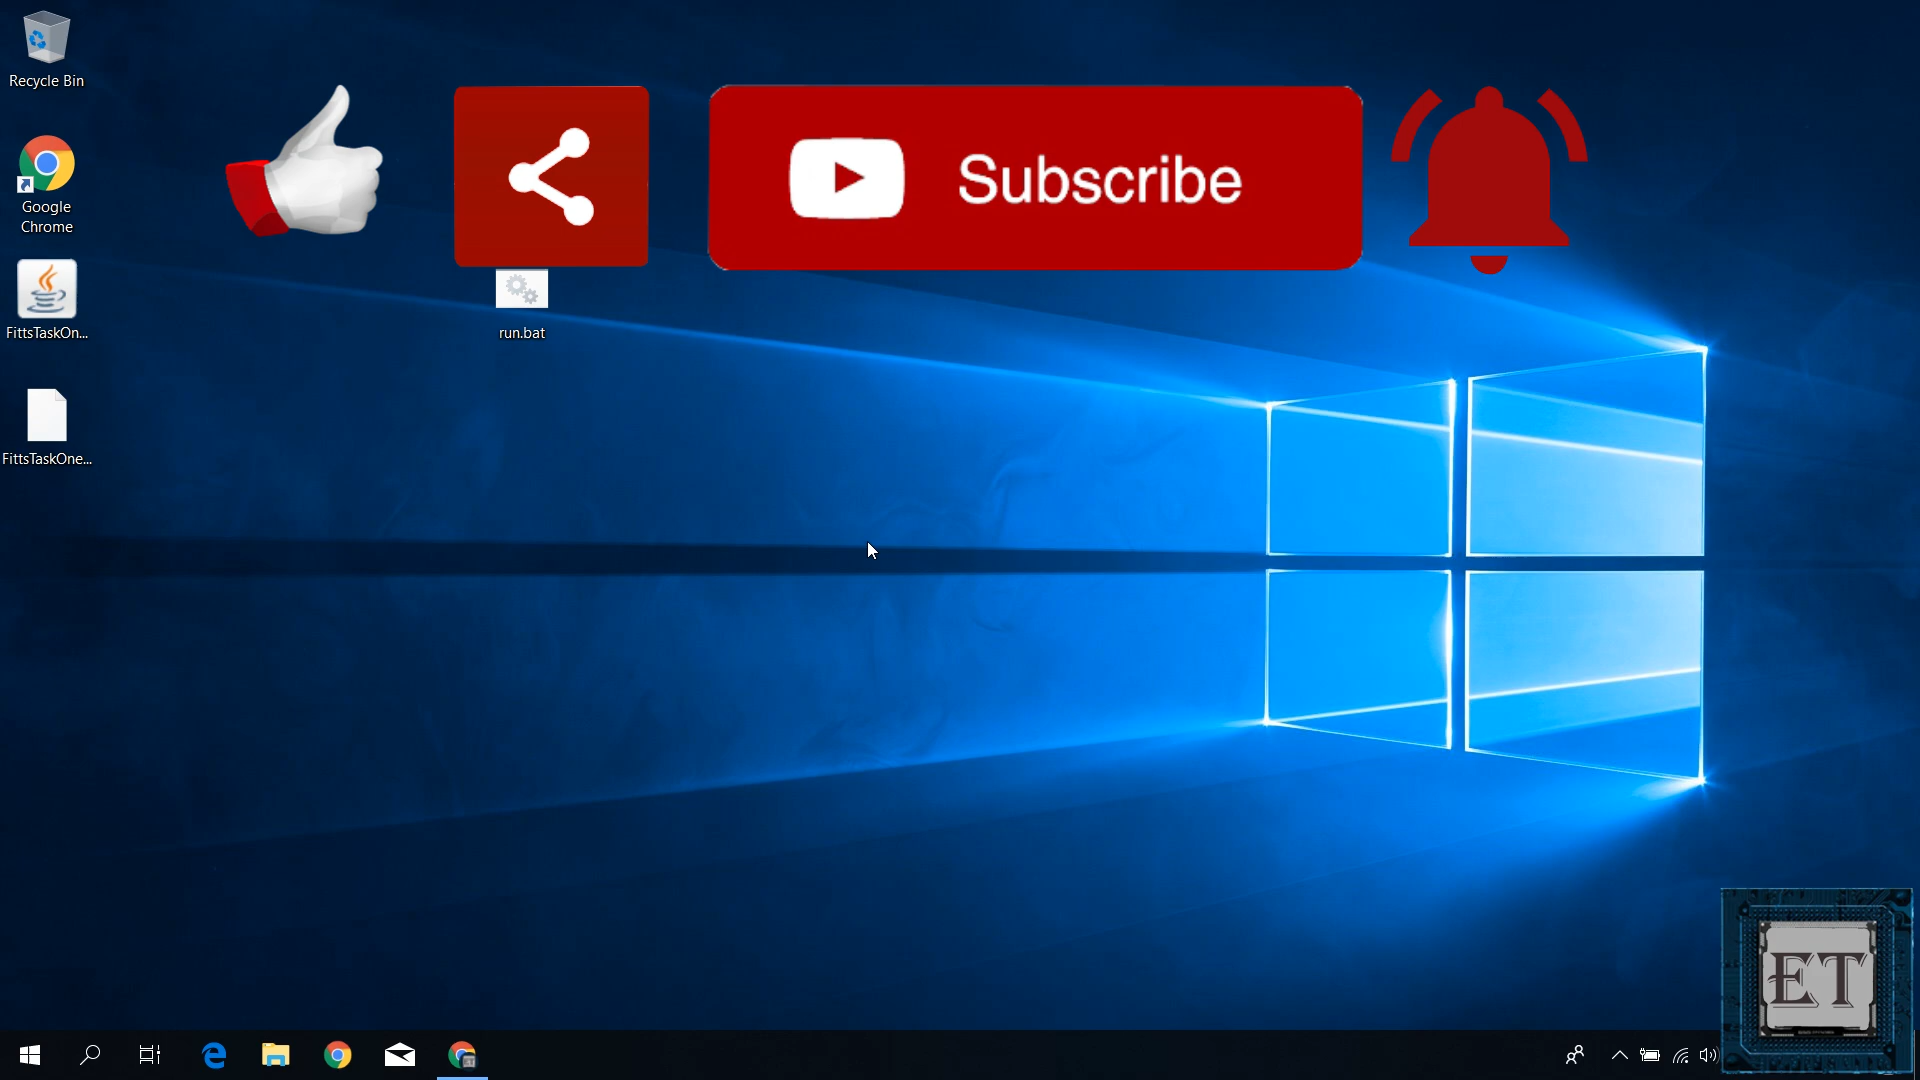 Recycle Bin
Subscribe
Google
Chrome
FittsTaskOn...
run.bat
FittsTaskOne...
ET